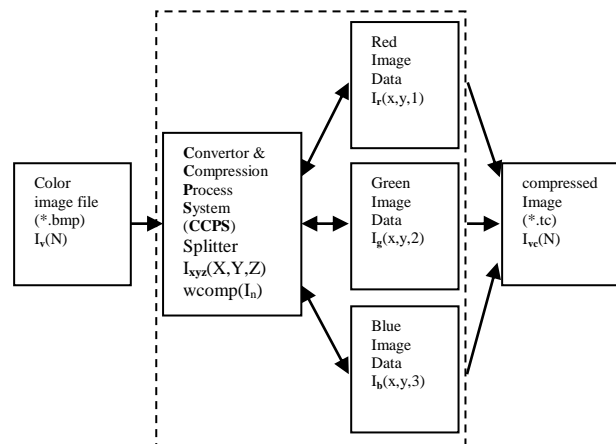 Color
image file
(*.bmp)
Iv(N)
Convertor &
Compression
Process
System
(CCPS)
Splitter
Ixyz(X,Y,Z)
wcomp(In)
Red
Image
Data
Ir(x,y,1)
Green
Image
Data
Ig(x,y,2)
Blue
Image
Data
Ib(x,y,3)
compressed
Image
(*.tc)
Ivc(N)